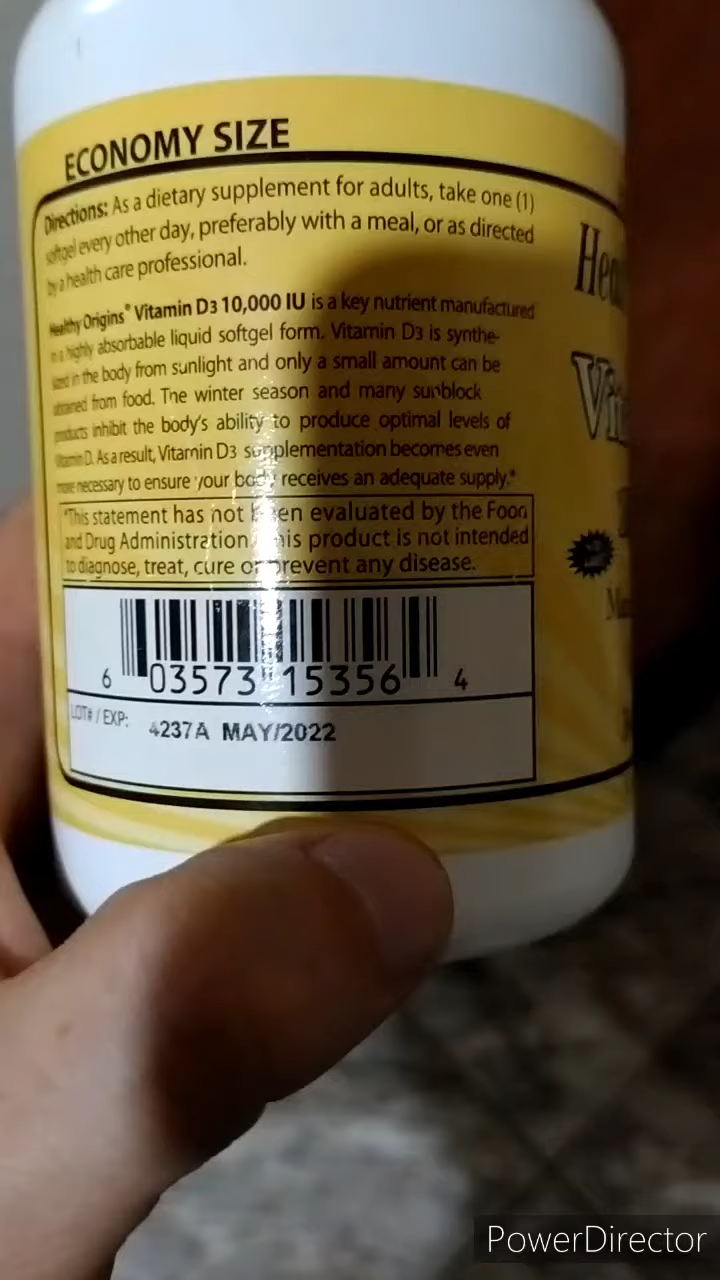 ECONOMY SIZE
Directions: As a dietary supplement for adults, take one (1)
softgel every other day, preferably with a meal, or as directed
by a health care professional.
Healthy Origins® Vitamin D3 10,000 IU is a key nutrient manufactured
in a highly absorbable liquid softgel form. Vitamin D3 is synthe-
sized in the body from sunlight and only a small amount can be
obtained from food. The winter season and many sunblock
products inhibit the body's ability to produce optimal levels of
Vitamin D. As a result, Vitamin D3 supplementation becomes even
more necessary to ensure your body receives an adequate supply.*
*This statement has not been evaluated by the Food
and Drug Administration. This product is not intended
to diagnose, treat, cure or prevent any disease.
6 03573 15356 4
LOT# / EXP: 4237A MAY/2022
PowerDirector